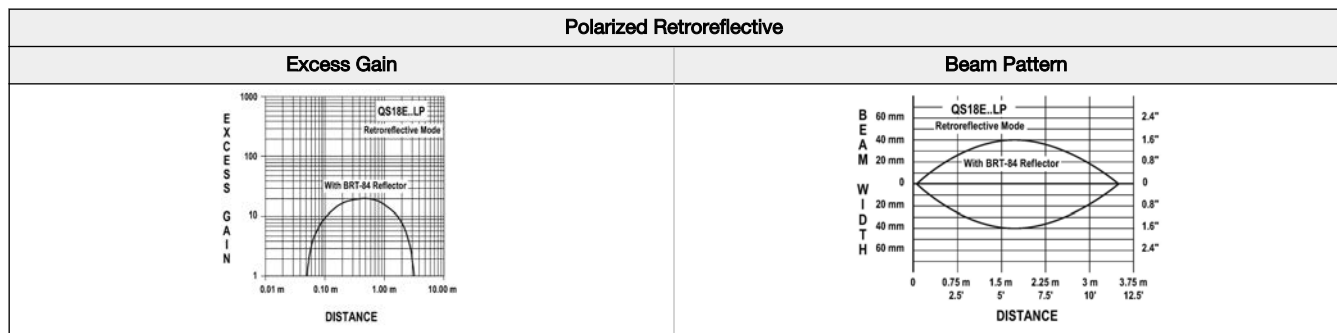 Polarized Retroreflective
Excess Gain
Beam Pattern
EXCESS GAIN
1000
100
10
1
QS18E..LP
Retroreflective Mode
With BRT-84 Reflector
0.01 m 0.10 m 1.00 m 10.00 m
DISTANCE
BEAM WIDTH
60 mm
40 mm
20 mm
0
20 mm
40 mm
60 mm
QS18E..LP
Retroreflective Mode
With BRT-84 Reflector
2.4"
1.6"
0.8"
0
0.8"
1.6"
2.4"
0 0.75 m 1.5 m 2.25 m 3 m 3.75 m
2.5' 5' 7.5' 10' 12.5'
DISTANCE